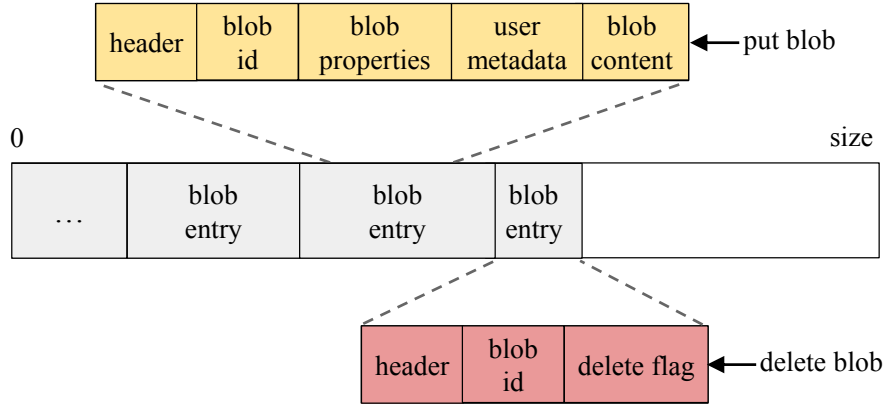 header
blob
id
blob
properties
user
metadata
blob
content
put blob
0
size
…
blob
entry
blob
entry
blob
entry
header
blob
id
delete flag
delete blob